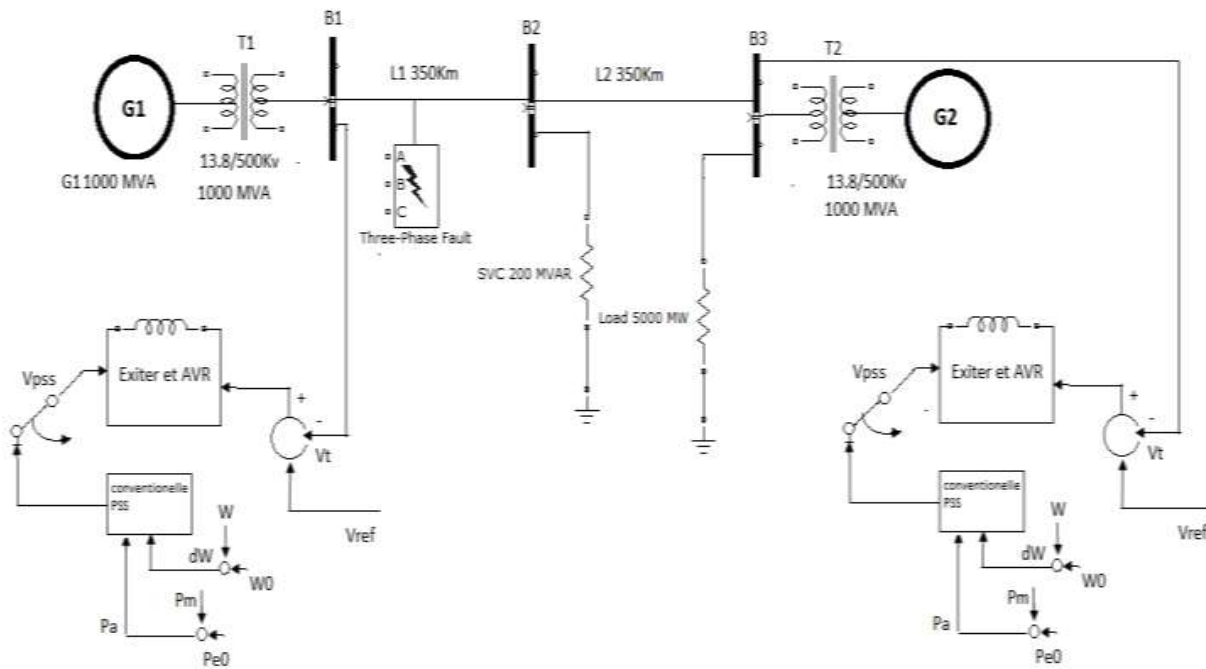 B1
B2
B3
T1
T2
L1 350Km
L2 350Km
G1
G2
G11000 MVA
13.8/500Kv
1000 MVA
A
B
C
Three-Phase Fault
13.8/500Kv
1000 MVA
SVC 200 MVAR
Load 5000 MW
Vpss
Exiter et AVR
+
-
Vt
conventionelle
PSS
Vref
W
dW
W0
Pm
Pa
Pe0
Vpss
Exiter et AVR
+
-
Vt
conventionelle
PSS
Vref
W
dW
W0
Pm
Pa
Pe0